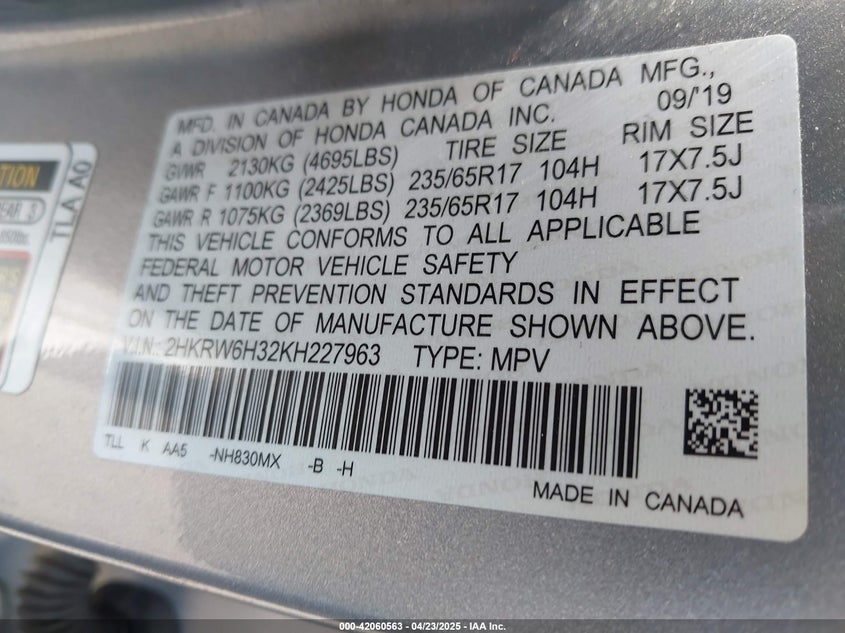 MFD. IN CANADA BY HONDA OF CANADA MFG.,
A DIVISION OF HONDA CANADA INC. 09/'19
GVWR 2130KG (4695LBS) TIRE SIZE RIM SIZE
GAWR F 1100KG (2425LBS) 235/65R17 104H 17X7.5J
GAWR R 1075KG (2369LBS) 235/65R17 104H 17X7.5J
THIS VEHICLE CONFORMS TO ALL APPLICABLE
FEDERAL MOTOR VEHICLE SAFETY
AND THEFT PREVENTION STANDARDS IN EFFECT
ON THE DATE OF MANUFACTURE SHOWN ABOVE.
V.I.N.: 2HKRW6H32KH227963 TYPE: MPV
TLL K AA5 -NH830MX -B -H
MADE IN CANADA
TLA A0
000-42060563 | 04/23/2025 - IAA Inc.